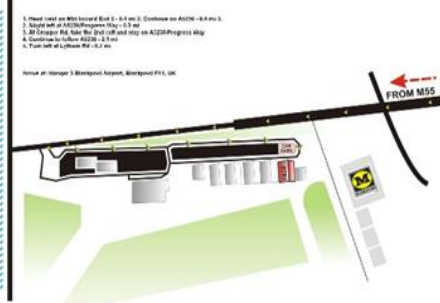 1. Head west on M55 toward Exit 3 - 0.4 mi 2. Continue on A5230 - 0.4 mi 3.
2. Slight left at A5230/Progress Way - 0.3 mi
3. At Cropper Rd, take the 2nd exit and stay on A5230/Progress Way
4. Continue to follow A5230 - 2.1 mi
5. Turn left at Lytham Rd - 0.2 mi
Arrive at: Hangar 3 Blackpool Airport, Blackpool FY4, UK
FROM M55
CAR
PARK
M